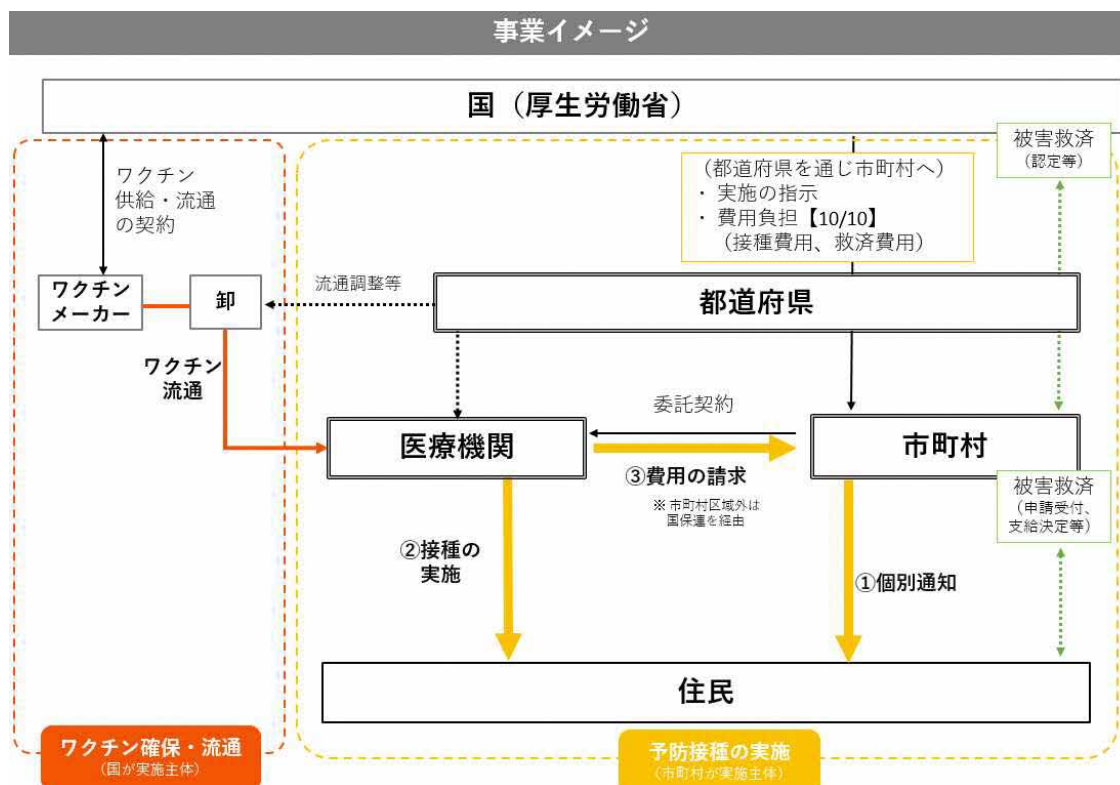 事業イメージ
国（厚生労働省）
ワクチン
供給・流通
の契約
（都道府県を通じ市町村へ）
・ 実施の指示
・ 費用負担【10/10】
（接種費用、救済費用）
被害救済
（認定等）
ワクチン
メーカー
卸
流通調整等
都道府県
ワクチン
流通
委託契約
医療機関
市町村
③費用の請求
※ 市町村区域外は
国保連を経由
被害救済
（申請受付、
支給決定等）
②接種の
実施
①個別通知
住民
ワクチン確保・流通
（国が実施主体）
予防接種の実施
（市町村が実施主体）